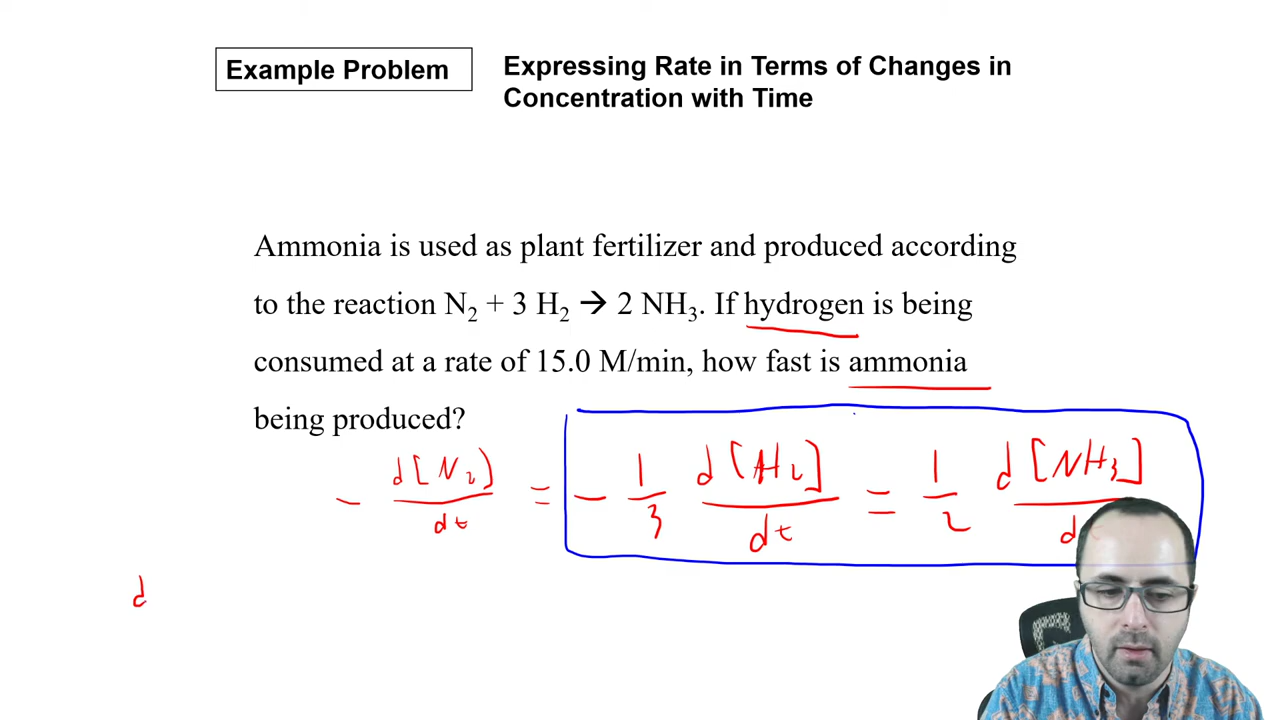 Example Problem
Expressing Rate in Terms of Changes in
Concentration with Time
Ammonia is used as plant fertilizer and produced according
to the reaction N₂ + 3 H₂ → 2 NH₃. If hydrogen is being
consumed at a rate of 15.0 M/min, how fast is ammonia
being produced?
- d[N₂]/dt = - 1/3 d[H₂]/dt = 1/2 d[NH₃]/d
d